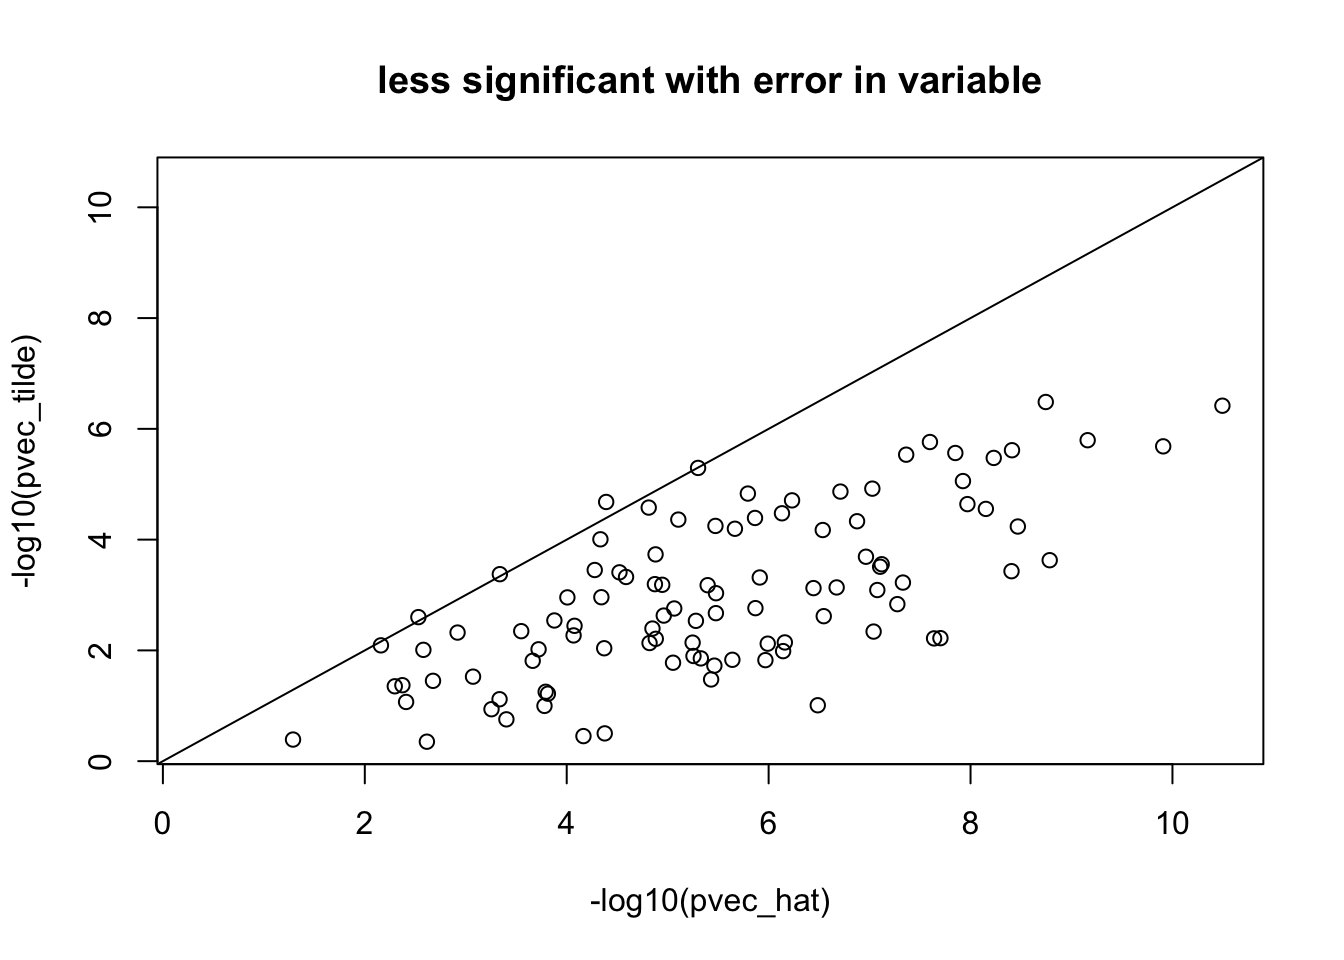 less significant with error in variable
-log10(pvec_tilde)
10
8
6
4
2
0
0 2 4 6 8 10
-log10(pvec_hat)